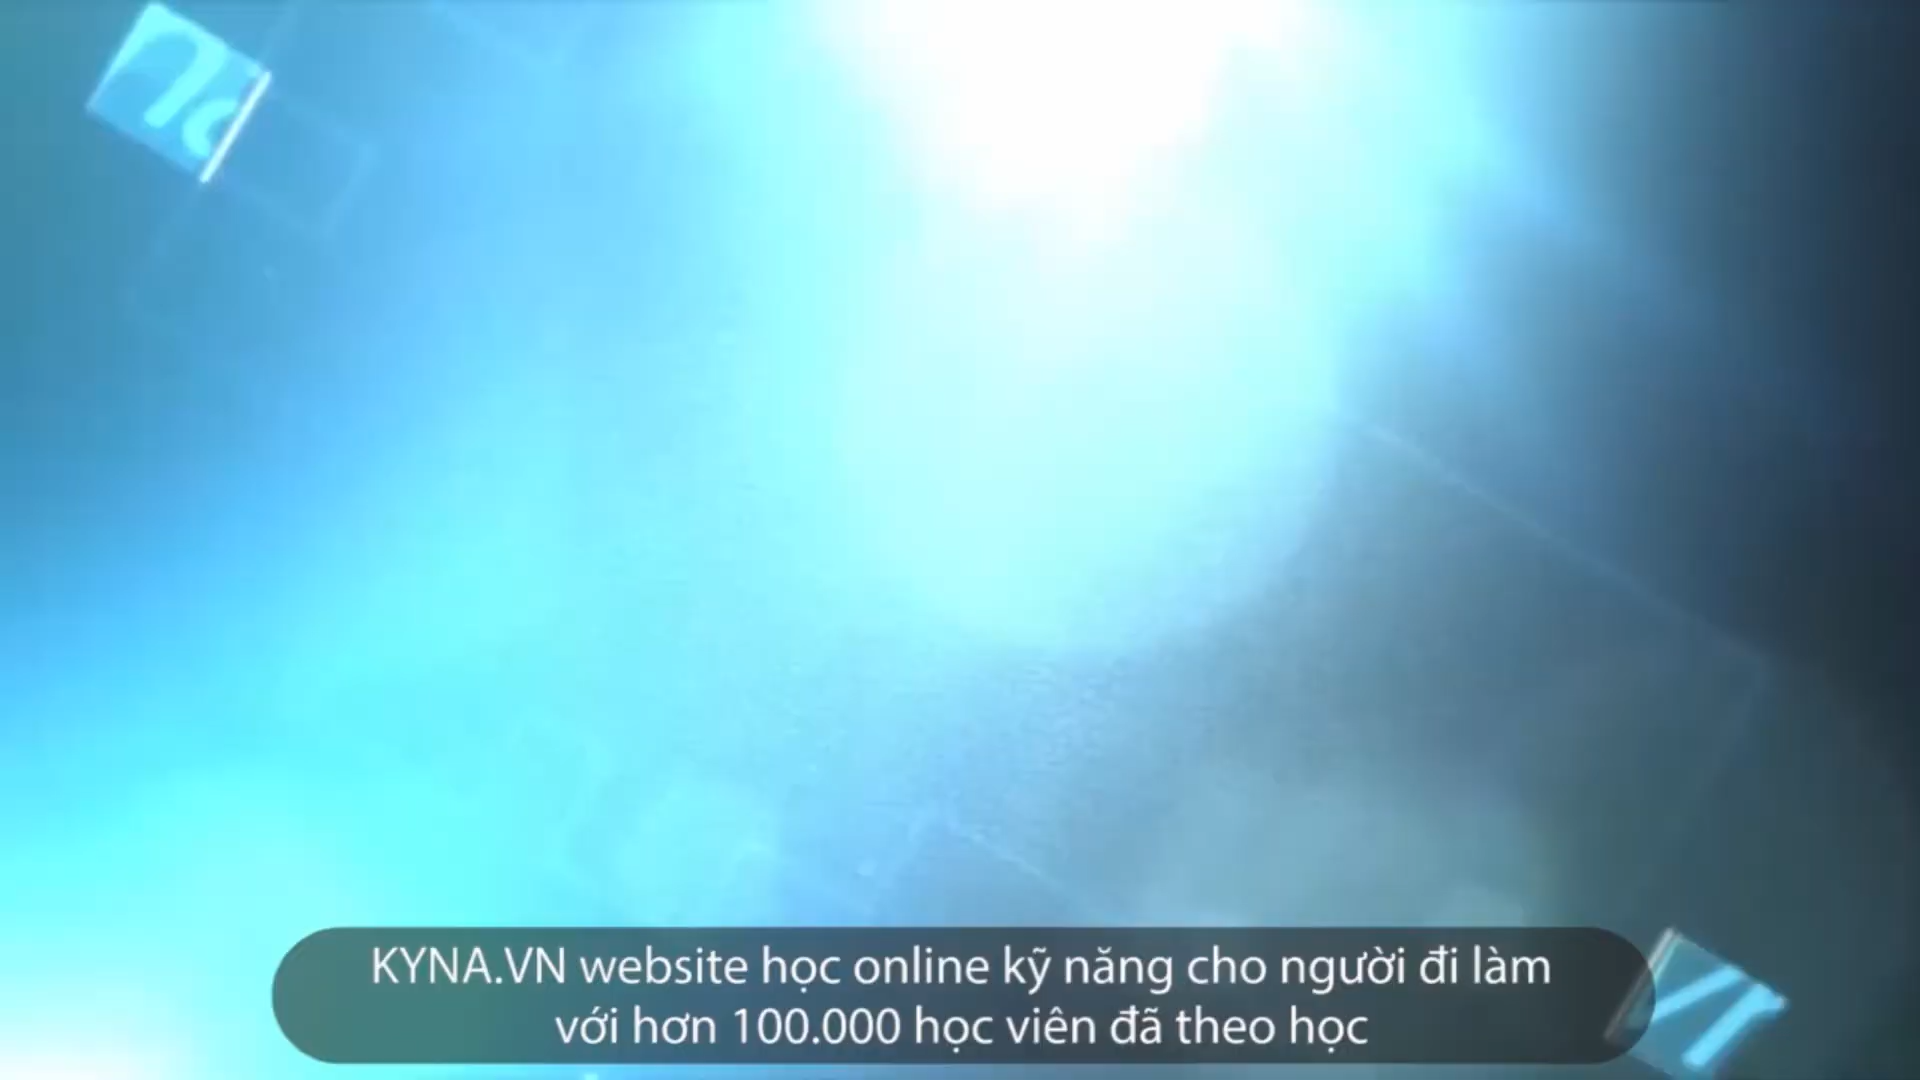 KYNA.VN website học online kỹ năng cho người đi làm
với hơn 100.000 học viên đã theo học